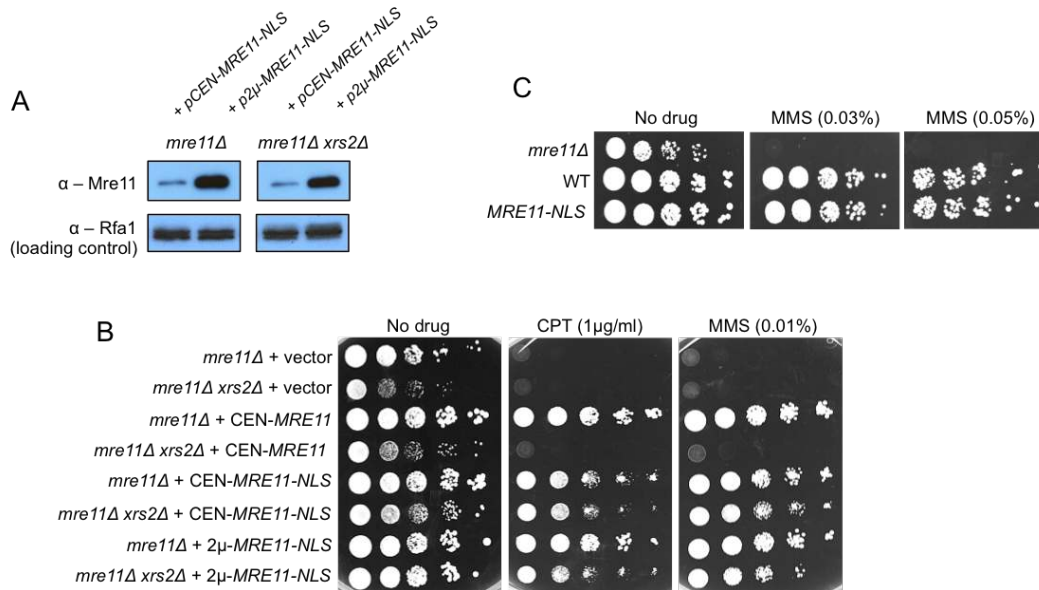 A
+ pCEN-MRE11-NLS
+ p2µ-MRE11-NLS
+ pCEN-MRE11-NLS
+ p2µ-MRE11-NLS
mre11Δ
mre11Δ xrs2Δ
α – Mre11
α – Rfa1
(loading control)
C
No drug
MMS (0.03%)
MMS (0.05%)
mre11Δ
WT
MRE11-NLS
B
No drug
CPT (1µg/ml)
MMS (0.01%)
mre11Δ + vector
mre11Δ xrs2Δ + vector
mre11Δ + CEN-MRE11
mre11Δ xrs2Δ + CEN-MRE11
mre11Δ + CEN-MRE11-NLS
mre11Δ xrs2Δ + CEN-MRE11-NLS
mre11Δ + 2µ-MRE11-NLS
mre11Δ xrs2Δ + 2µ-MRE11-NLS